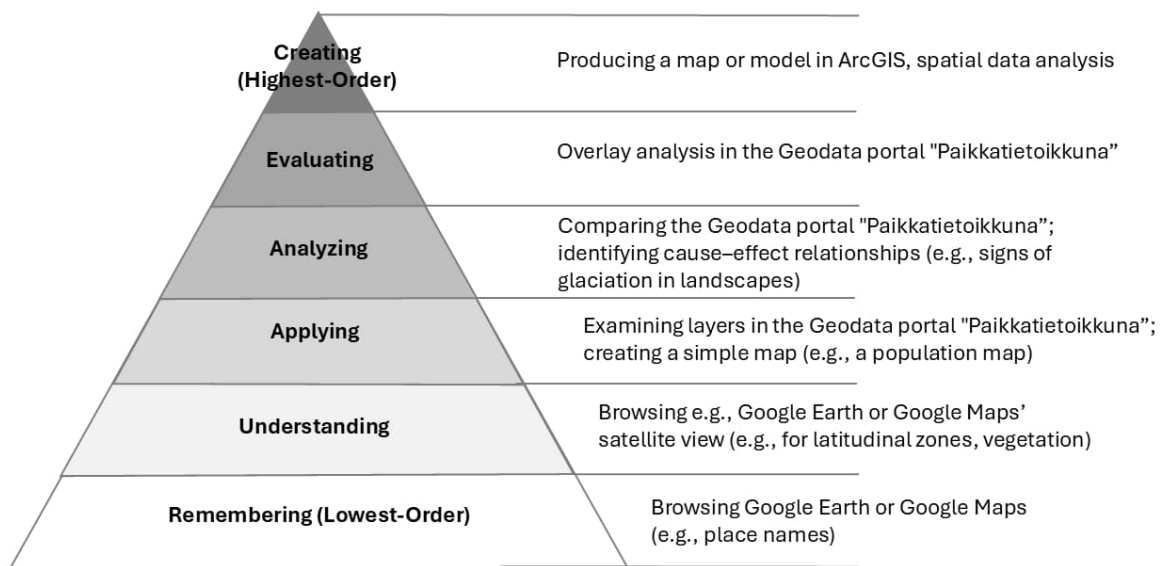 Creating
(Highest-Order)
Producing a map or model in ArcGIS, spatial data analysis
Evaluating
Overlay analysis in the Geodata portal "Paikkatietoikkuna”
Analyzing
Comparing the Geodata portal "Paikkatietoikkuna”;
identifying cause–effect relationships (e.g., signs of
glaciation in landscapes)
Applying
Examining layers in the Geodata portal "Paikkatietoikkuna”;
creating a simple map (e.g., a population map)
Understanding
Browsing e.g., Google Earth or Google Maps’
satellite view (e.g., for latitudinal zones, vegetation)
Remembering (Lowest-Order)
Browsing Google Earth or Google Maps
(e.g., place names)